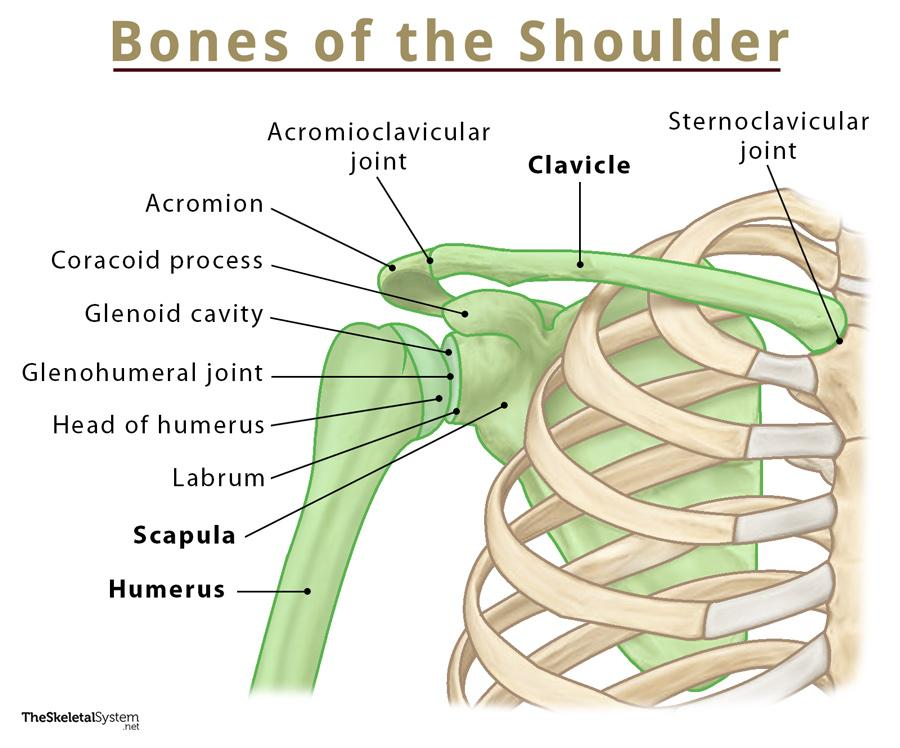 Bones of the Shoulder
Acromioclavicular
joint
Sternoclavicular
joint
Clavicle
Acromion
Coracoid process
Glenoid cavity
Glenohumeral joint
Head of humerus
Labrum
Scapula
Humerus
TheSkeletalSystem
.net